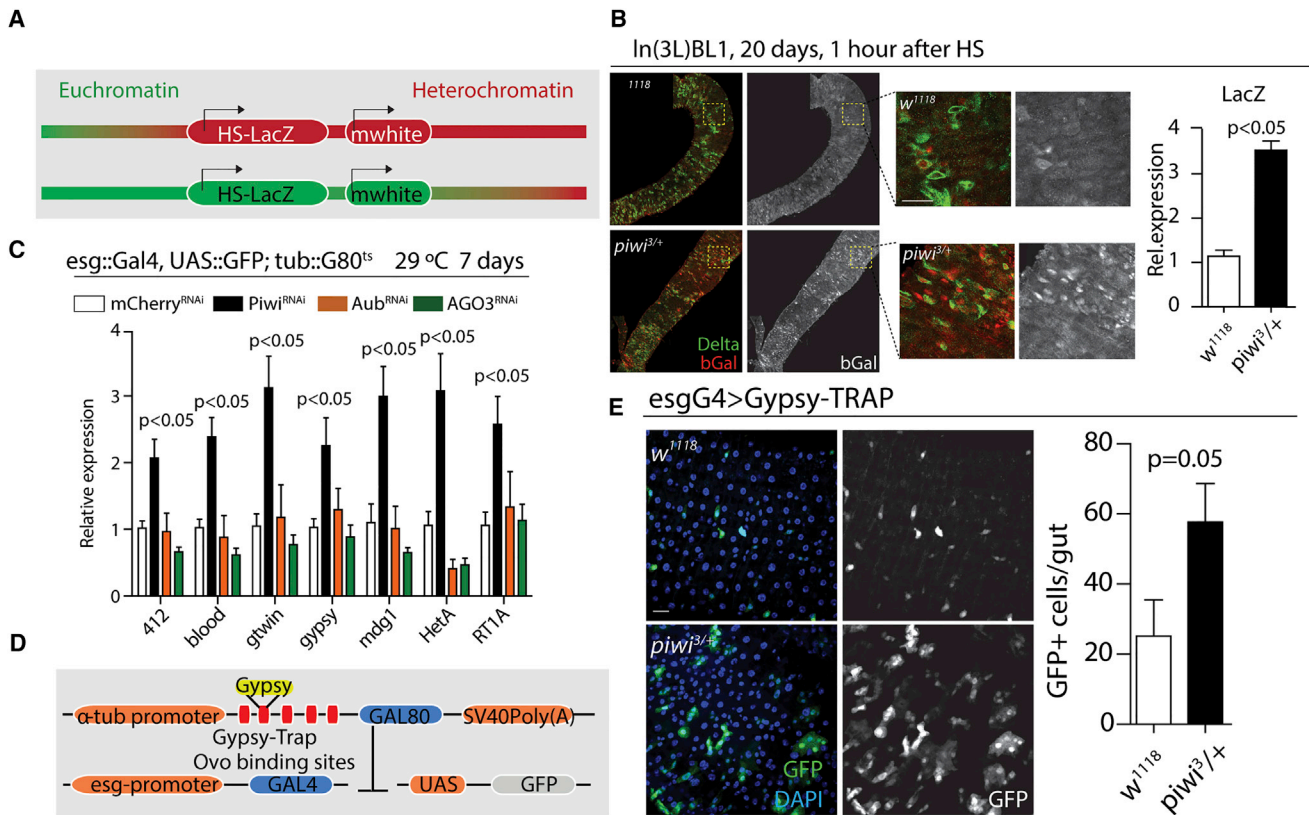 A
Euchromatin
Heterochromatin
HS-LacZ
mwhite
HS-LacZ
mwhite
B
ln(3L)BL1, 20 days, 1 hour after HS
1118
w1118
piwi3/+
piwi3/+
Delta
bGal
bGal
LacZ
p<0.05
Rel.expression
4
3
2
1
0
w1118
piwi3/+
C
esg::Gal4, UAS::GFP; tub::G80ts 29 ºC 7 days
mCherryRNAi PiwiRNAi AubRNAi AGO3RNAi
Relative expression
4
3
2
1
0
p<0.05
p<0.05
p<0.05
p<0.05
p<0.05
p<0.05
p<0.05
412
blood
gtwin
gypsy
mdg1
HetA
RT1A
D
Gypsy
α-tub promoter
GAL80
SV40Poly(A)
Gypsy-Trap
Ovo binding sites
esg-promoter
GAL4
UAS
GFP
E
esgG4>Gypsy-TRAP
w1118
piwi3/+
GFP
DAPI
GFP
GFP+ cells/gut
80
60
40
20
0
p=0.05
w1118
piwi3/+